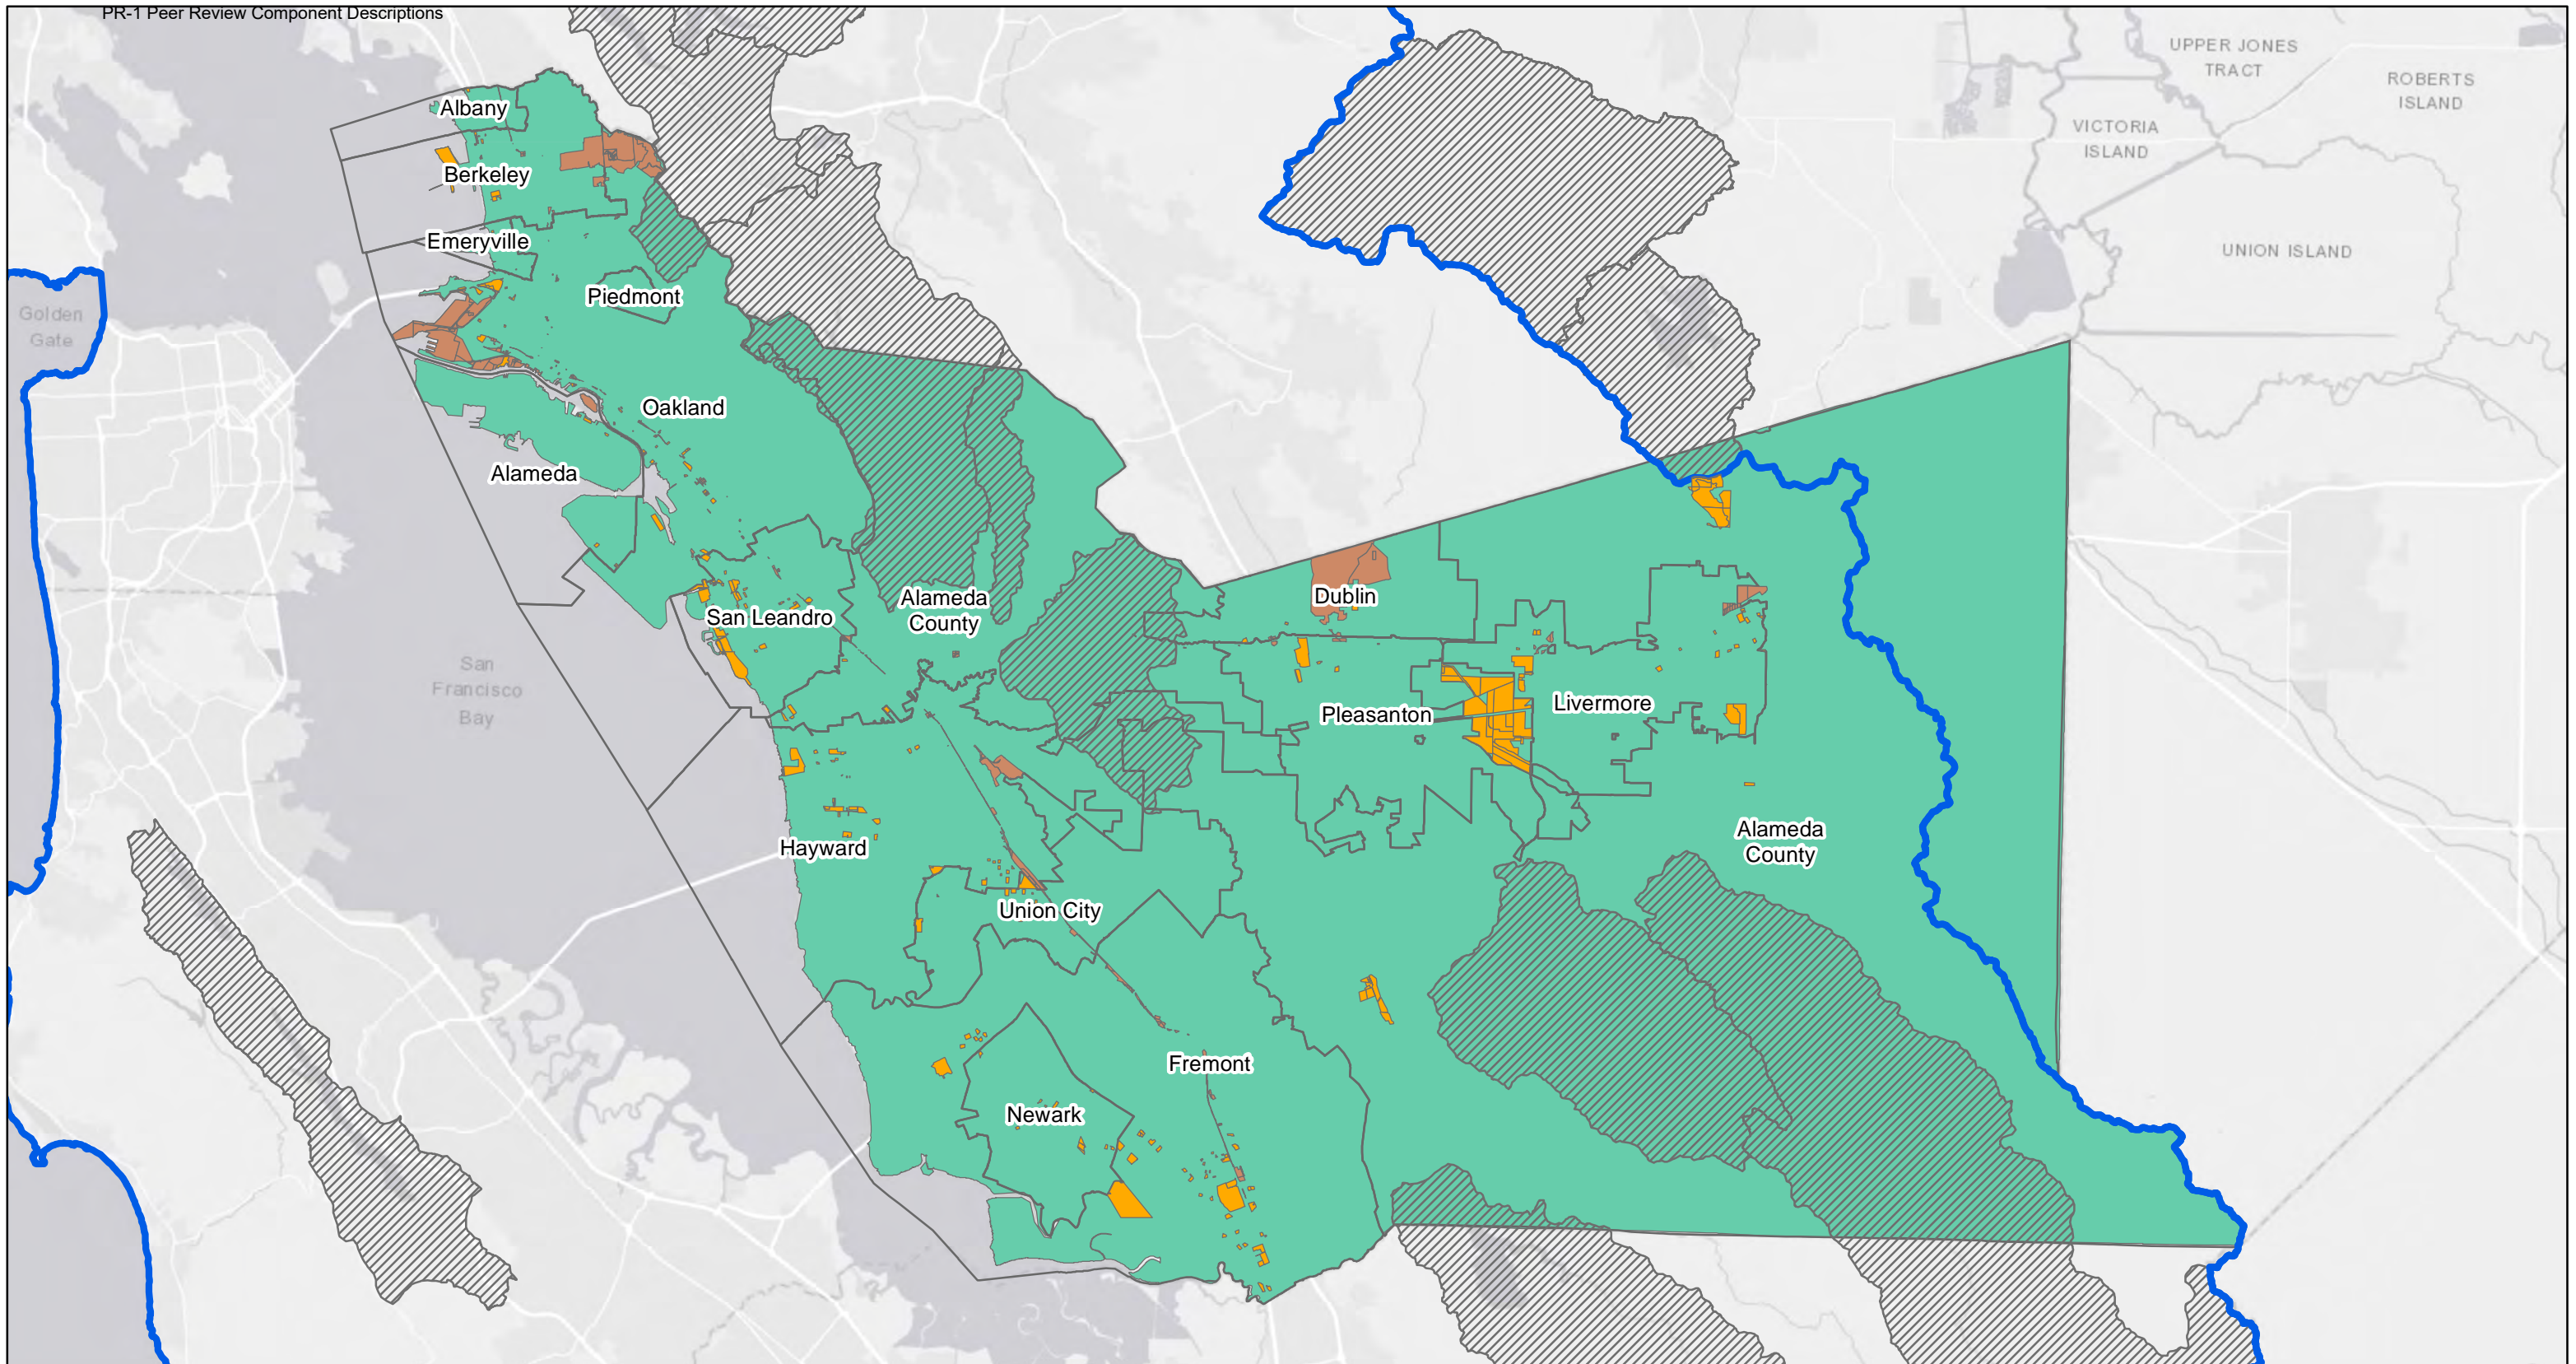 PR-1 Peer Review Component Descriptions
UPPER JONES
TRACT
ROBERTS
ISLAND
Albany
VICTORIA
ISLAND
Berkeley
Emeryville
UNION ISLAND
Piedmont
Golden
Gate
Oakland
Alameda
Alameda
County
Dublin
San Leandro
San
Francisco
Bay
Pleasanton
Livermore
Alameda
County
Hayward
Union City
Fremont
Newark